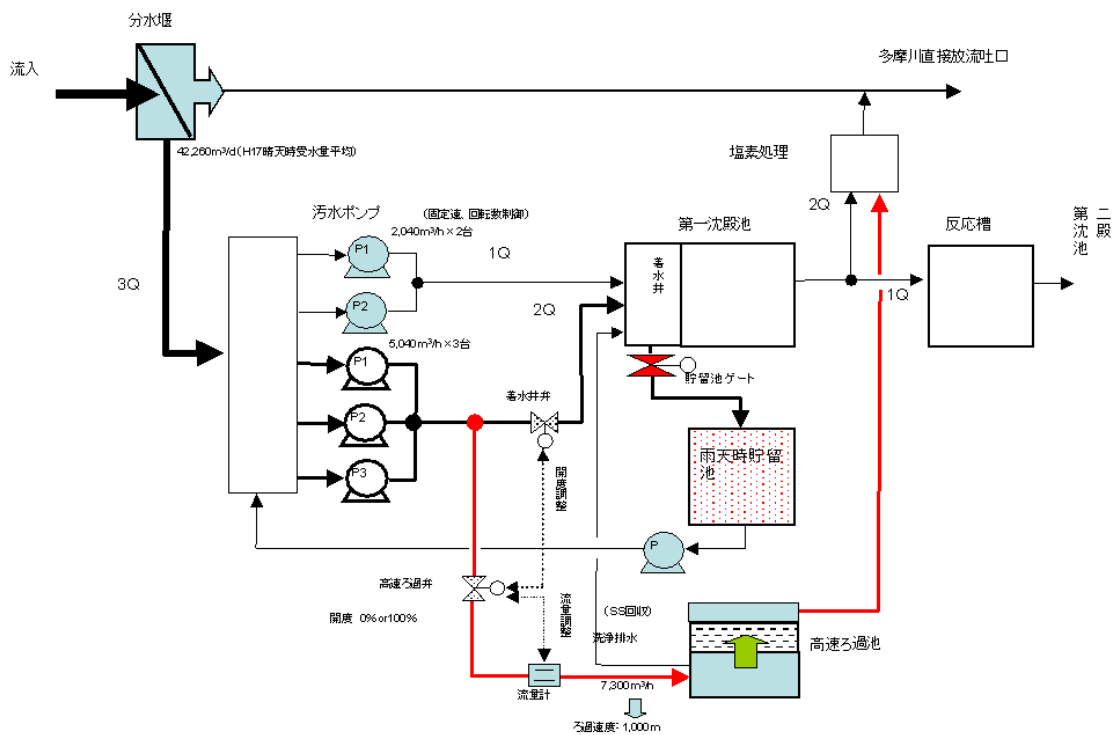 分水堰
流入
多摩川直接放流吐口
42,260m³/d(H17晴天時受水量平均)
塩素処理
汚水ポンプ
(固定速、回転数制御)
2,040m³/h×2台
1Q
3Q
P1
P2
5,040m³/h×3台
P1
P2
P3
第一沈殿池
着水井
2Q
2Q
反応槽
第二沈殿池
1Q
貯留池ゲート
着水井弁
雨天時貯留
池
開度調整
P
高速ろ過弁
開度 0%or100%
流量調整
(SS回収)
洗浄排水
高速ろ過池
流量計
7,300m³/h
ろ過速度:1,000m